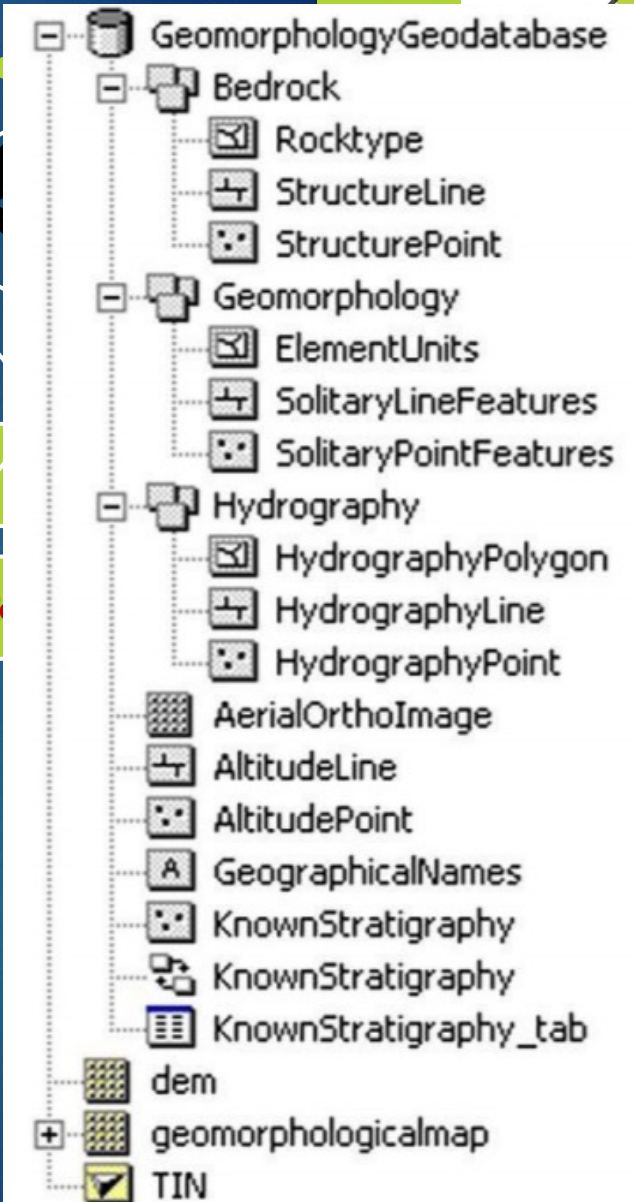 GeomorphologyGeodatabase
Bedrock
Rocktype
StructureLine
StructurePoint
Geomorphology
ElementUnits
SolitaryLineFeatures
SolitaryPointFeatures
Hydrography
HydrographyPolygon
HydrographyLine
HydrographyPoint
AerialOrthoImage
AltitudeLine
AltitudePoint
A GeographicalNames
KnownStratigraphy
KnownStratigraphy
KnownStratigraphy_tab
dem
geomorphologicalmap
TIN